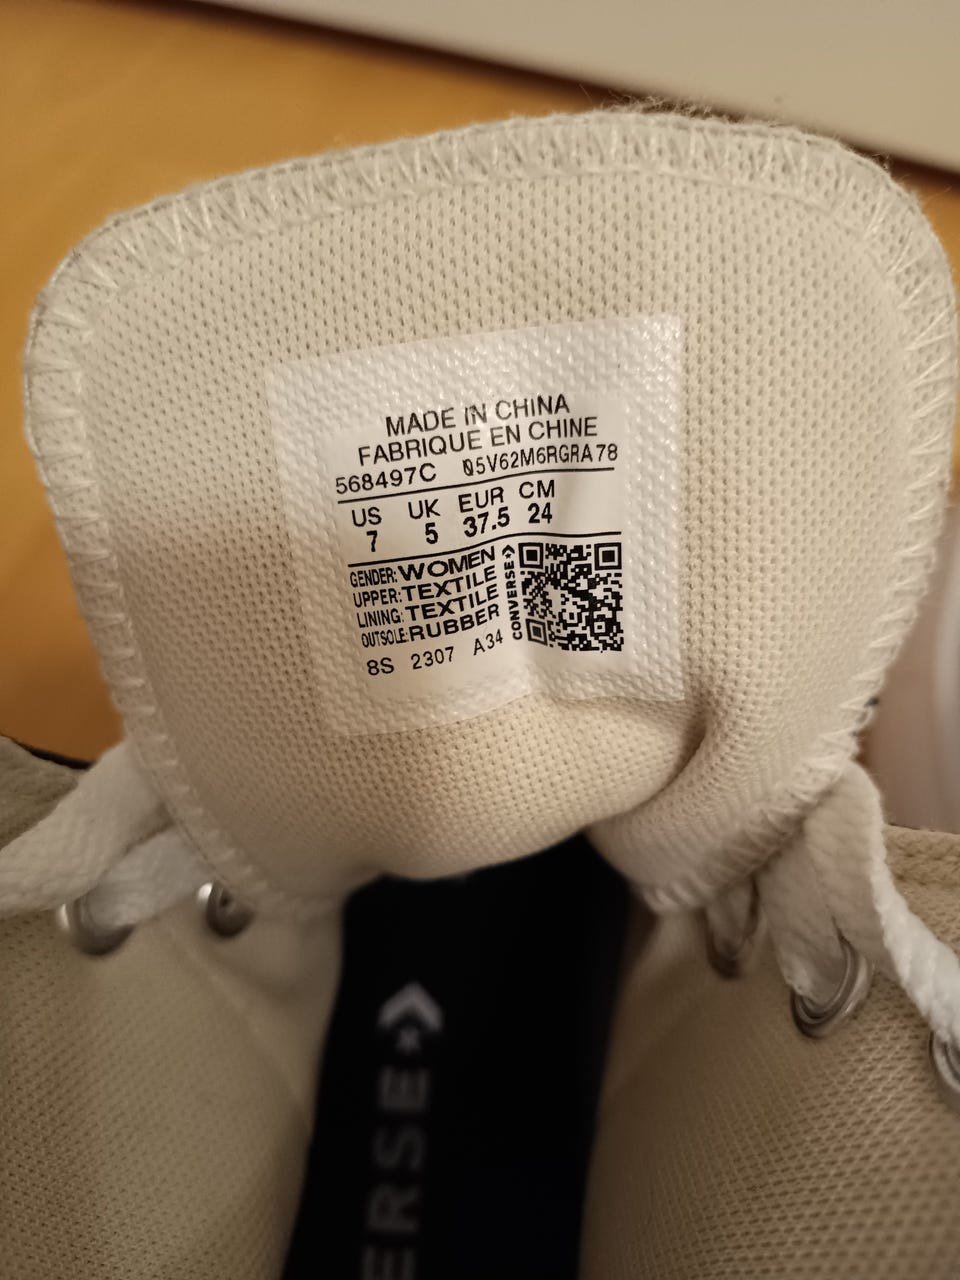 MADE IN CHINA
FABRIQUE EN CHINE
568497C 05V62M6RGRA78
US UK EUR CM
7 5 37.5 24
GENDER: WOMEN
UPPER: TEXTILE
LINING: TEXTILE
OUTSOLE: RUBBER
CONVERSE
8S 2307 A34
ERSE